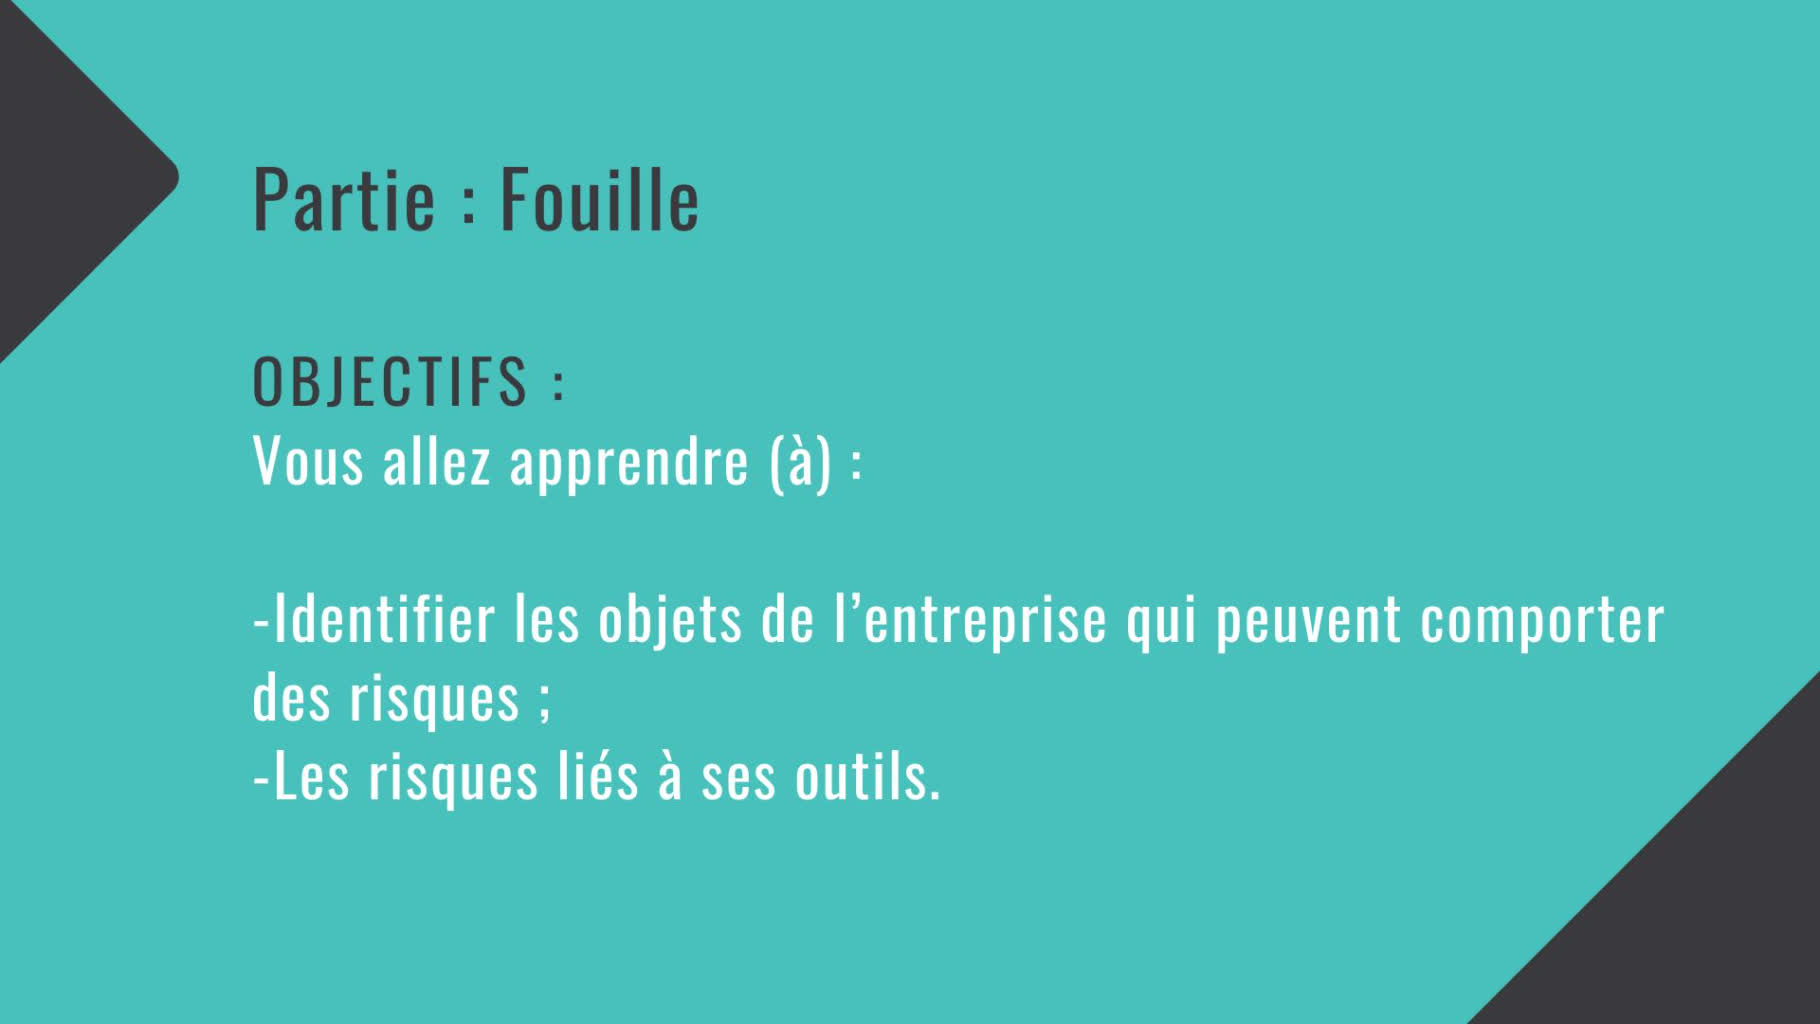 Partie : Fouille
OBJECTIFS :
Vous allez apprendre (à) :
-Identifier les objets de l’entreprise qui peuvent comporter
des risques ;
-Les risques liés à ses outils.